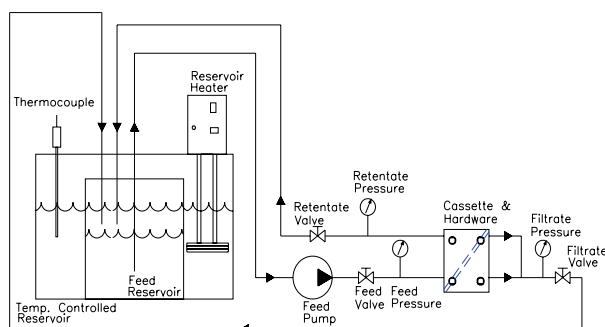 Reservoir
Heater
Thermocouple
Retentate
Pressure
Cassette &
Hardware
Retentate
Valve
Filtrate
Pressure
Filtrate
Valve
Feed
Reservoir
Feed
Pump
Feed
Valve
Feed
Pressure
Temp. Controlled
Reservoir